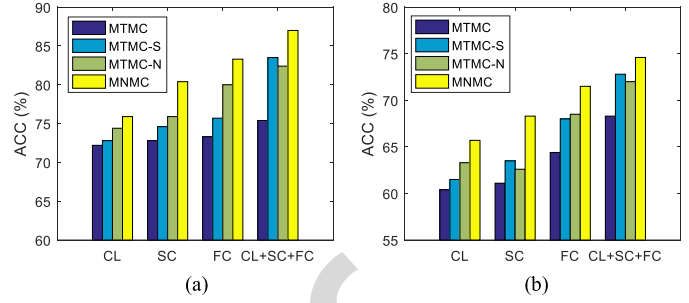 90
85
80
75
70
65
60
ACC (%)
MTMC
MTMC-S
MTMC-N
MNMC
CL SC FC CL+SC+FC
(a)
80
75
70
65
60
55
ACC (%)
MTMC
MTMC-S
MTMC-N
MNMC
CL SC FC CL+SC+FC
(b)